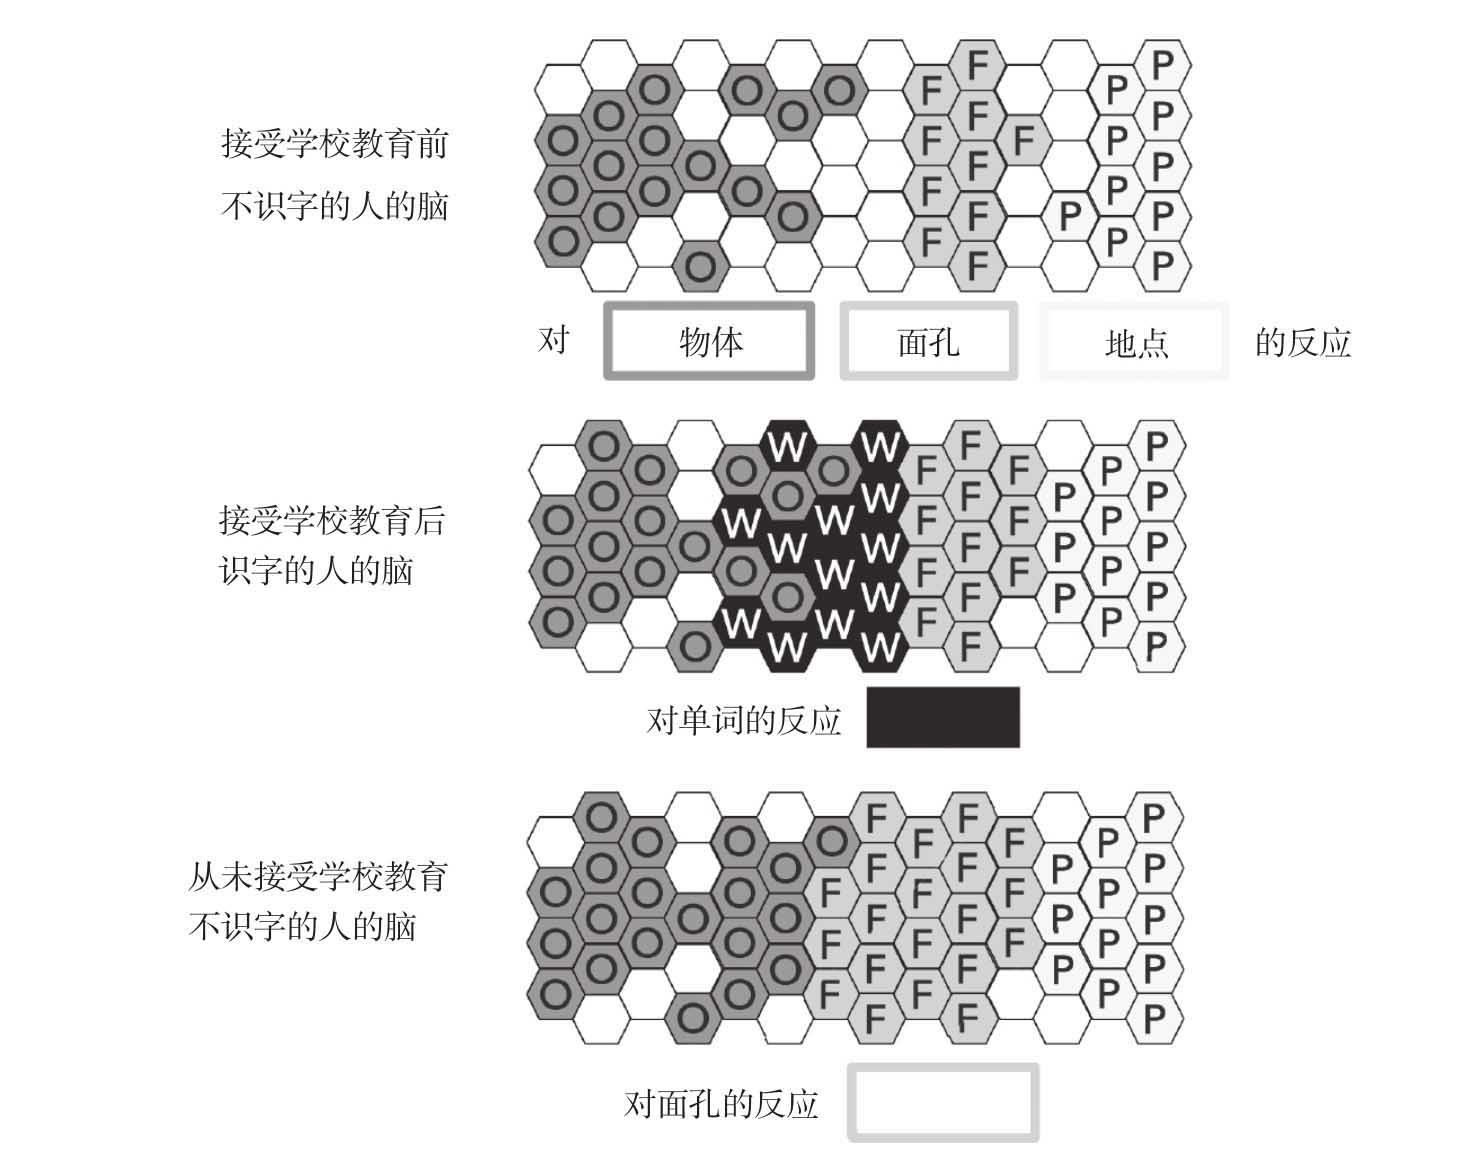 接受学校教育前
不识字的人的脑
F P
O O O F P
O O F P
O O F F P
O O F P
O O O F P
O O F P P
O F P
O F P
对 物体 面孔 地点 的反应
接受学校教育后
识字的人的脑
O W W F P
O O O F F P
O O W F P P
O O W W F F P
O O W W F P P
O O O W F F P
O O W F P P
O W W F P
O W W F P
对单词的反应
从未接受学校教育
不识字的人的脑
O F F P
O O O F F P
O O F F P P
O O O F F F P
O O O F F P P
O O O F F F P
O O F F P P
O O F F P
O F F P
对面孔的反应